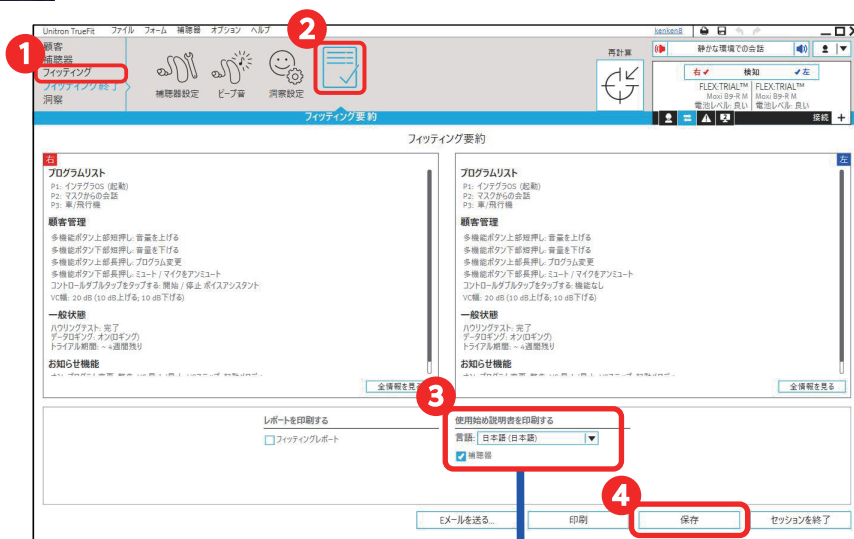 Unitron TrueFit ファイル フォーム 補聴器 オプション ヘルプ
kenken8
1
2
顧客
補聴器
フィッティング
フィッティング終了
洞察
補聴器設定
ビープ音
洞察設定
再計算
静かな環境での会話
右 検知 左
FLEX:TRIAL™ FLEX:TRIAL™
Moxi B9-R M Moxi B9-R M
電池レベル: 良い 電池レベル: 良い
接続 +
フィッティング要約
フィッティング要約
右
プログラムリスト
P1: インテグラOS (起動)
P2: マスクからの会話
P3: 車/飛行機
顧客管理
多機能ボタン上部短押し: 音量を上げる
多機能ボタン下部短押し: 音量を下げる
多機能ボタン上部長押し: プログラム変更
多機能ボタン下部長押し: ミュート / マイクをアンミュート
コントロールダブルタップをタップする: 開始 / 停止 ボイスアシスタント
VC幅: 20 dB (10 dB上げる; 10 dB下げる)
一般状態
ハウリングテスト: 完了
データロギング: オン(ロギング)
トライアル期間: ~ 4週間残り
お知らせ機能
全情報を見る
左
プログラムリスト
P1: インテグラOS (起動)
P2: マスクからの会話
P3: 車/飛行機
顧客管理
多機能ボタン上部短押し: 音量を上げる
多機能ボタン下部短押し: 音量を下げる
多機能ボタン上部長押し: プログラム変更
多機能ボタン下部長押し: ミュート / マイクをアンミュート
コントロールダブルタップをタップする: 機能なし
VC幅: 20 dB (10 dB上げる; 10 dB下げる)
一般状態
ハウリングテスト: 完了
データロギング: オン(ロギング)
トライアル期間: ~ 4週間残り
お知らせ機能
全情報を見る
3
レポートを印刷する
フィッティングレポート
使用始め説明書を印刷する
言語: 日本語 (日本語)
補聴器
4
Eメールを送る... 印刷 保存 セッションを終了